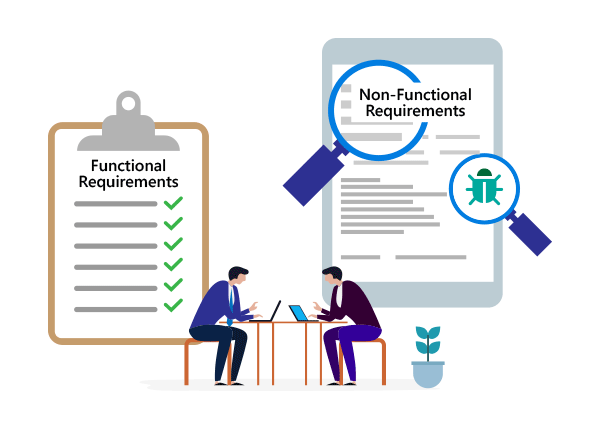 Functional
Requirements
Non-Functional
Requirements